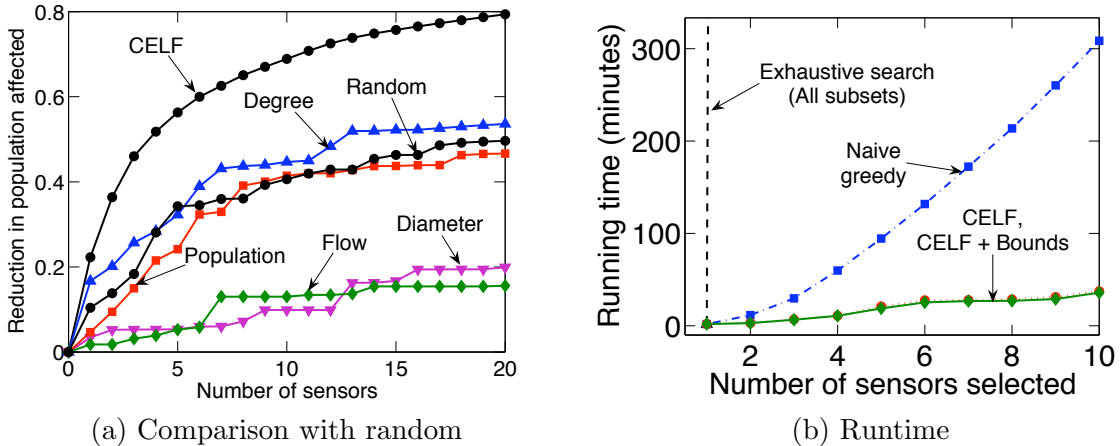 Reduction in population affected
0.8
0.6
0.4
0.2
0
CELF
Degree
Random
Population
Flow
Diameter
0
5
10
15
20
Number of sensors
(a) Comparison with random
Running time (minutes)
300
200
100
0
Exhaustive search
(All subsets)
Naive
greedy
CELF,
CELF + Bounds
2
4
6
8
10
Number of sensors selected
(b) Runtime